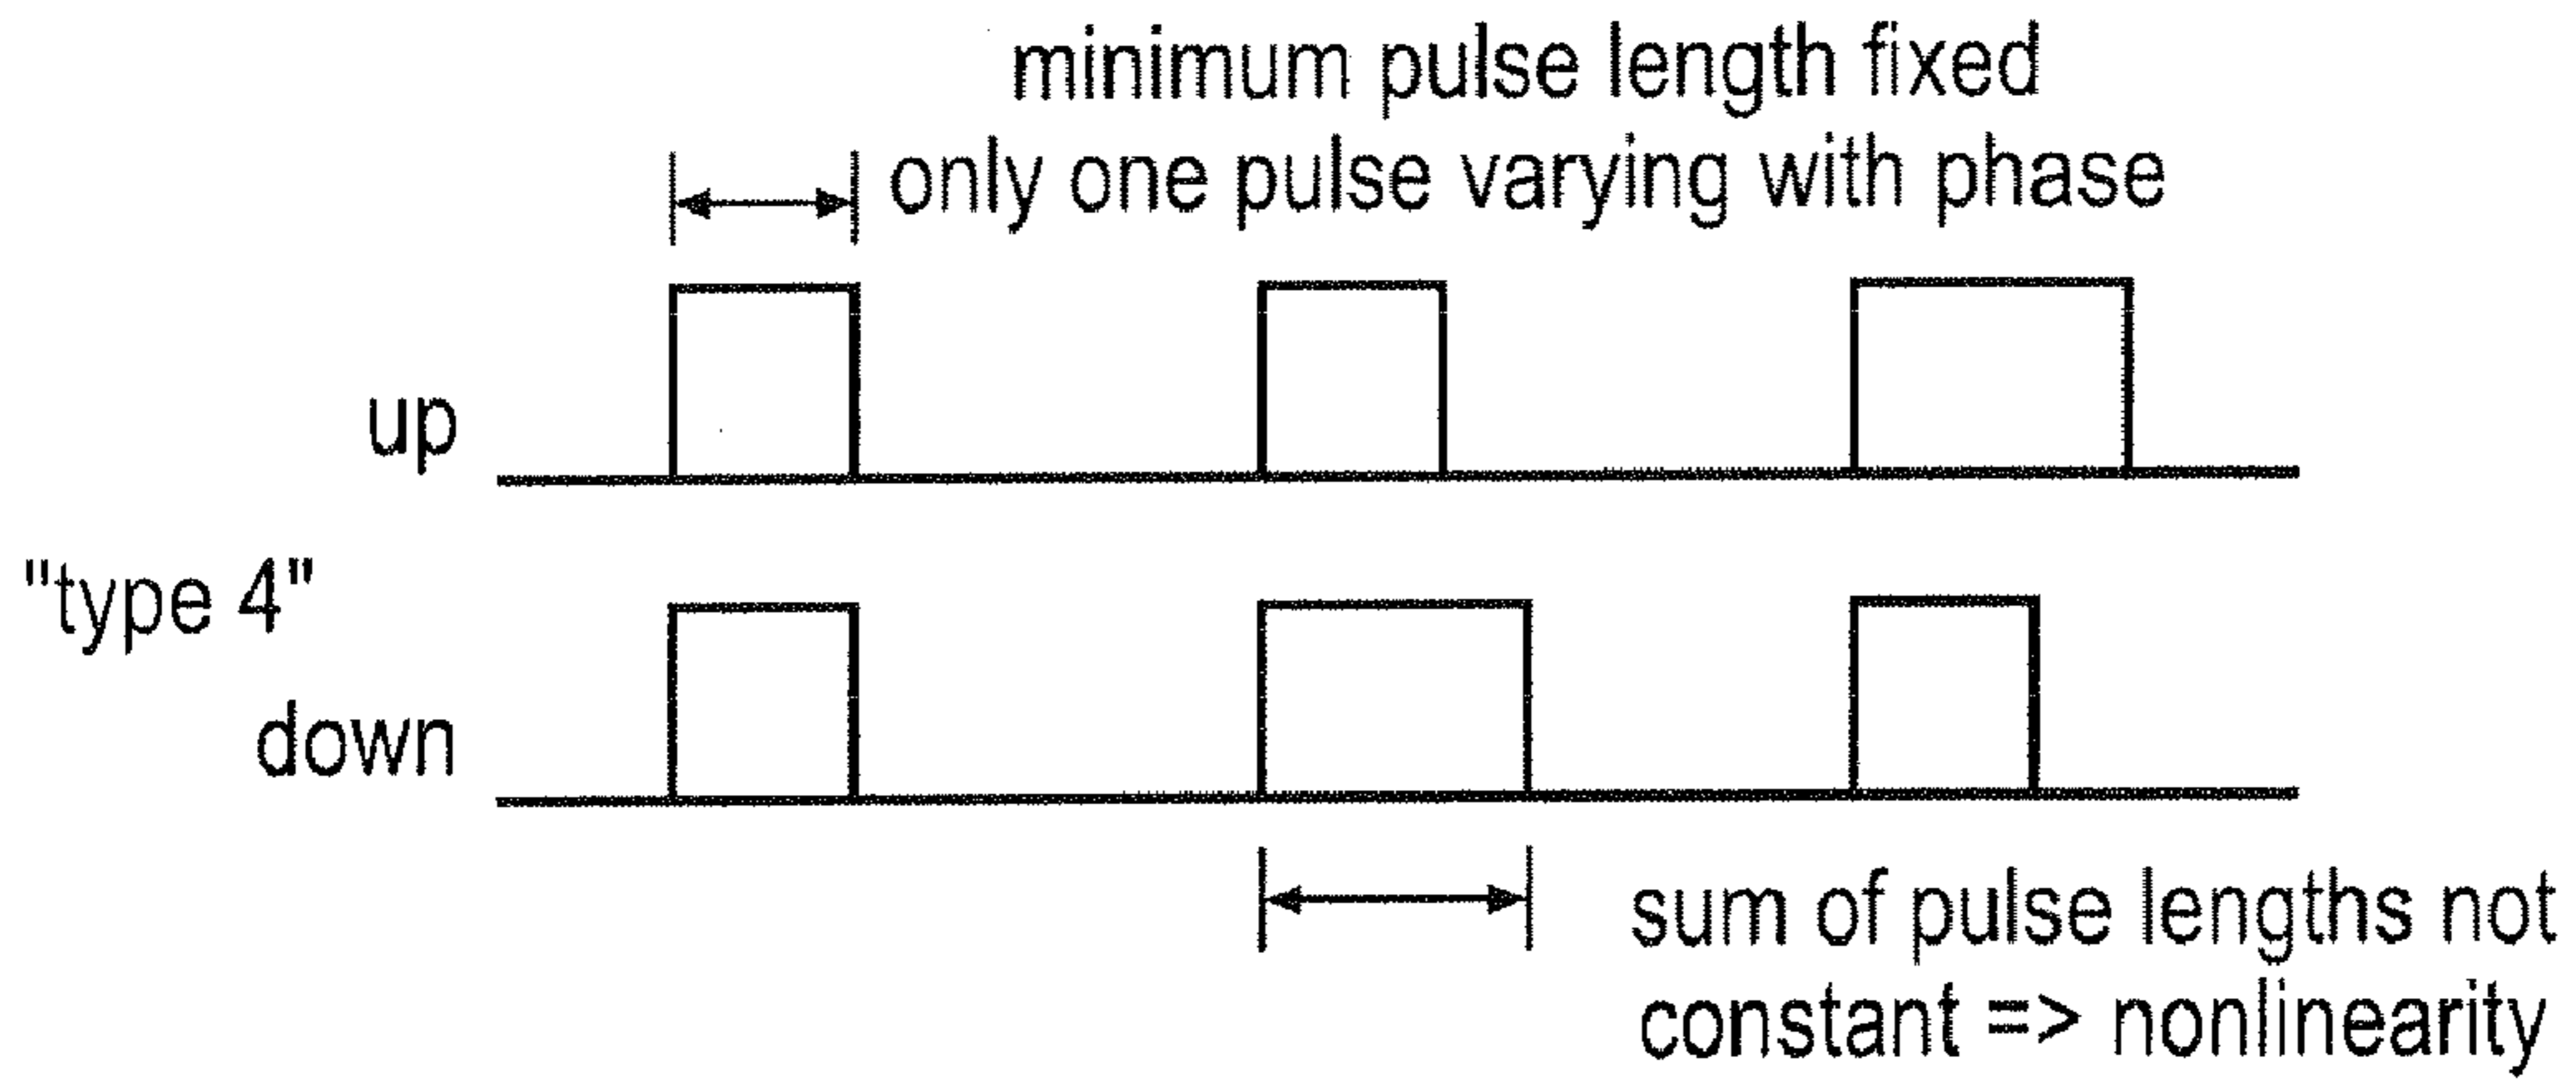 minimum pulse length fixed
only one pulse varying with phase
up
"type 4"
down
sum of pulse lengths not
constant => nonlinearity